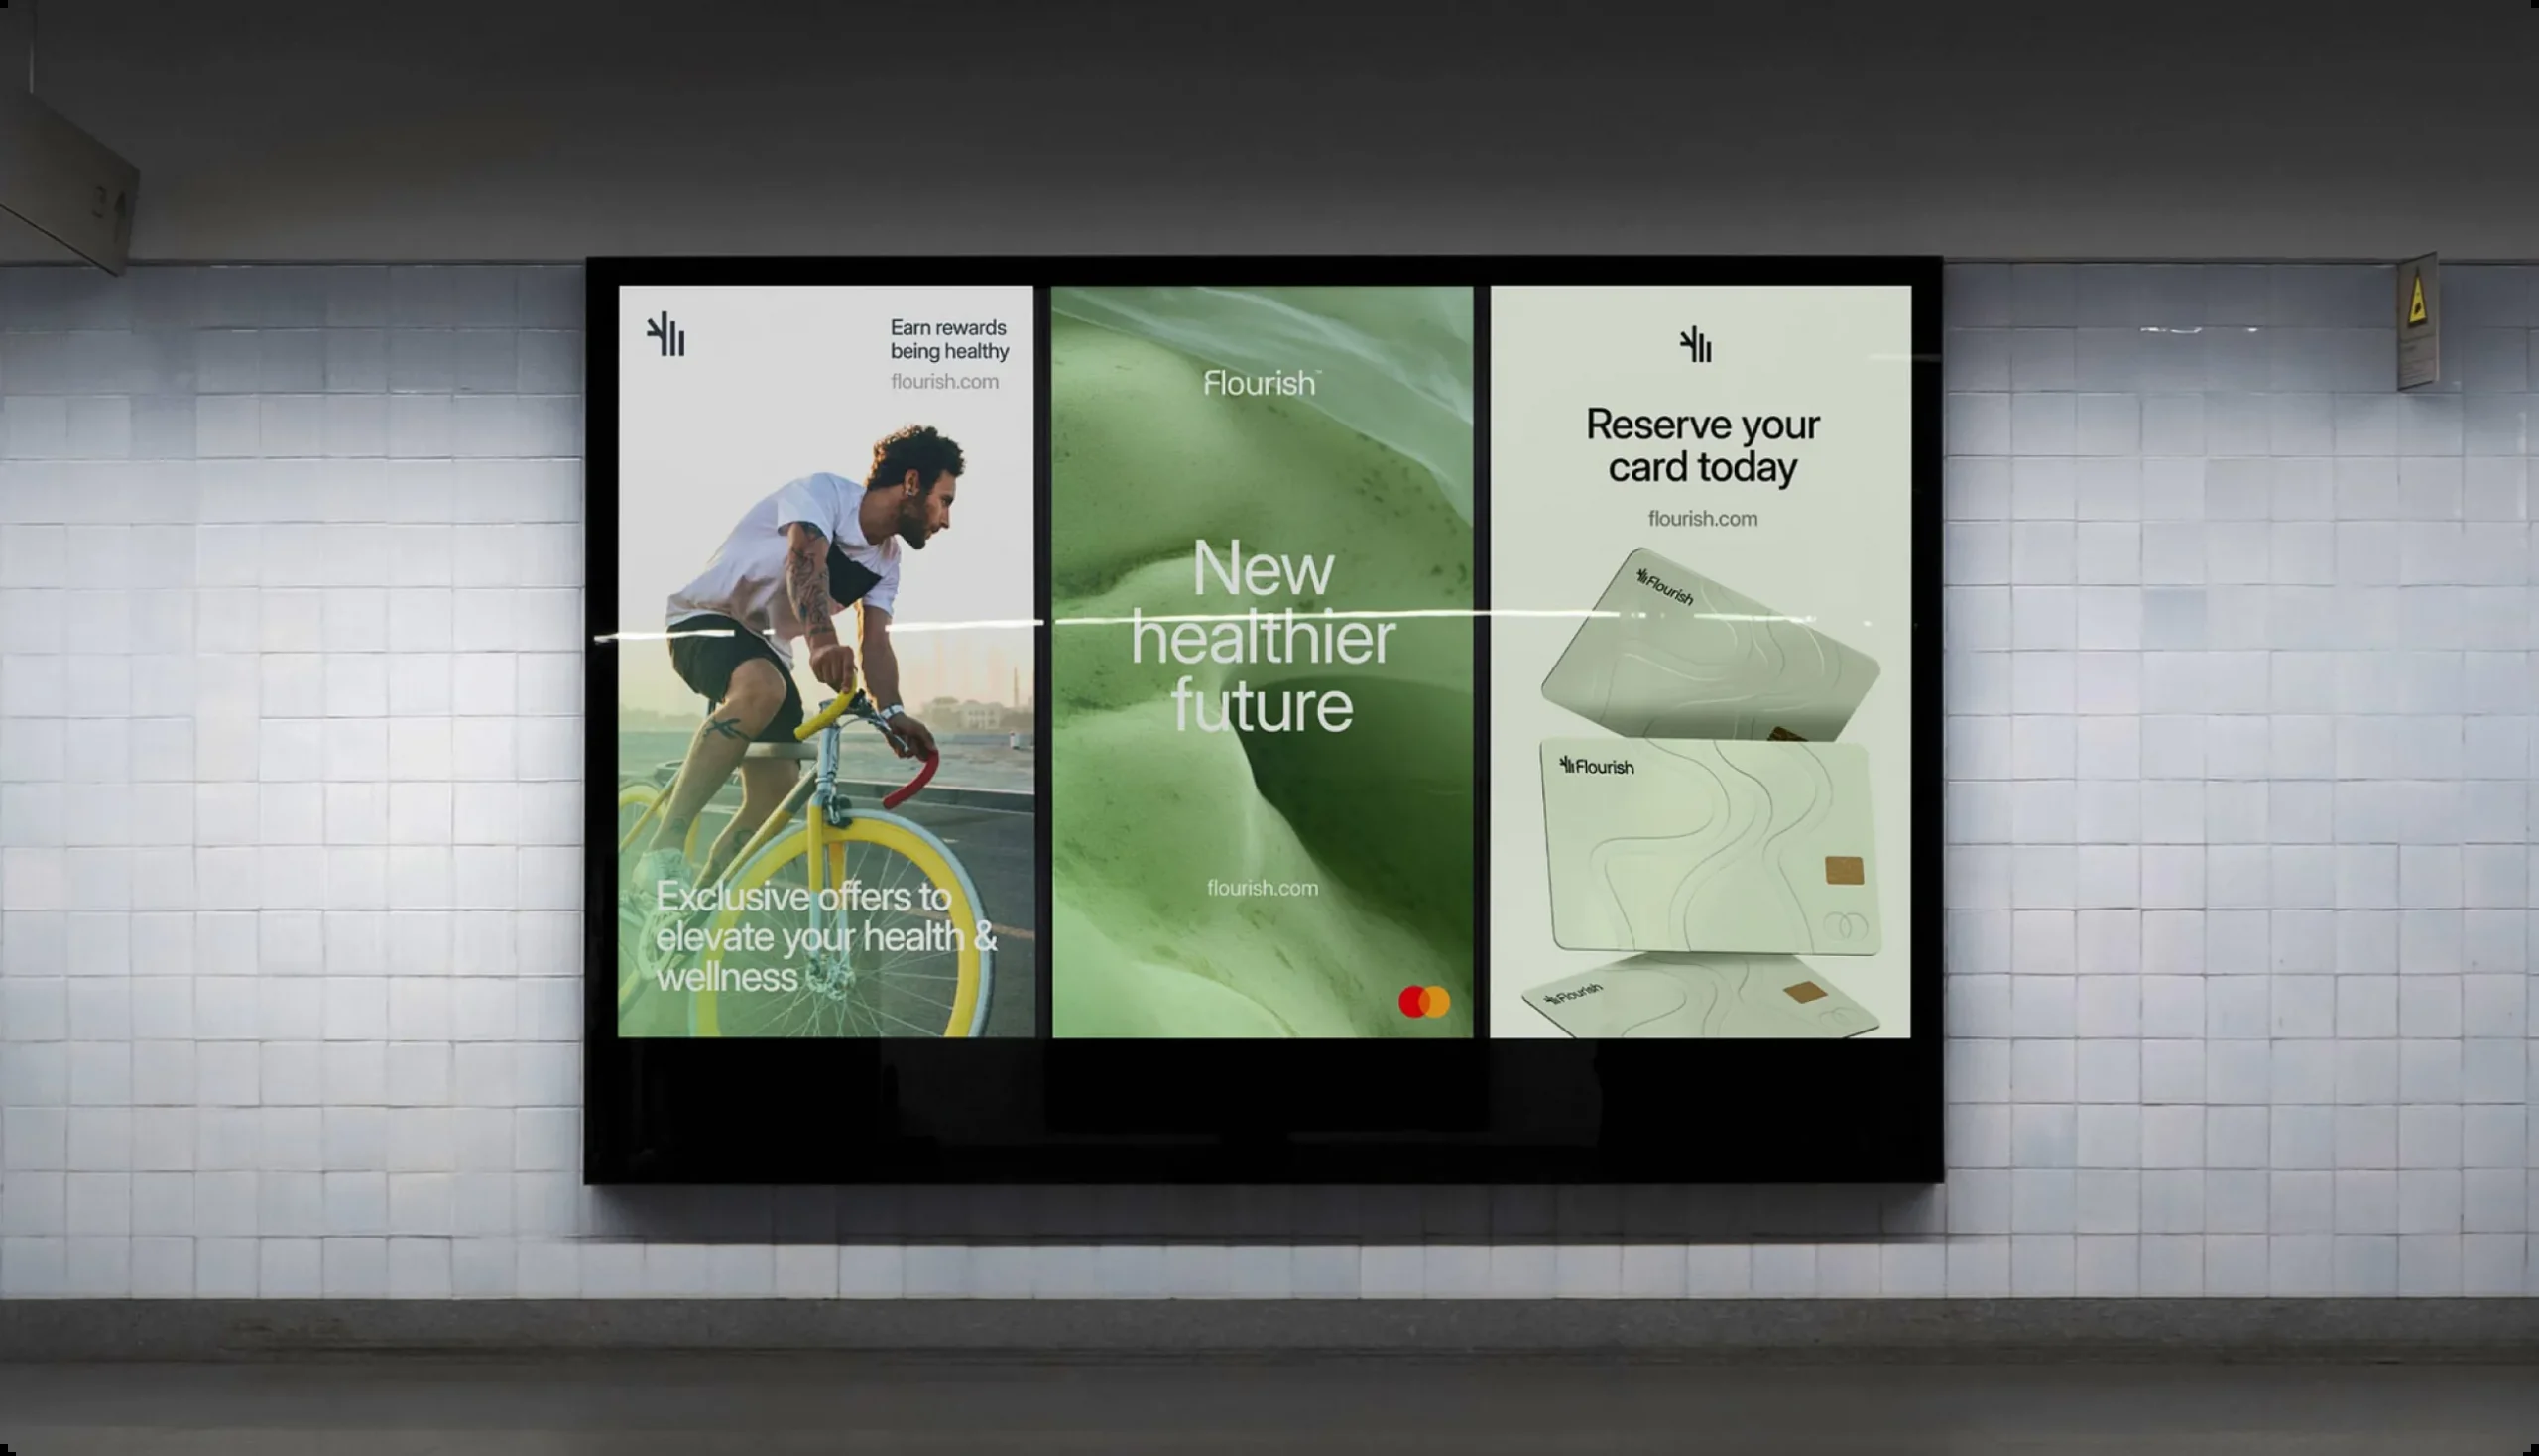 Earn rewards
being healthy
flourish.com
Exclusive offers to
elevate your health &
wellness
Flourish™
New
healthier
future
flourish.com
Reserve your
card today
flourish.com
Flourish
Flourish
Flourish